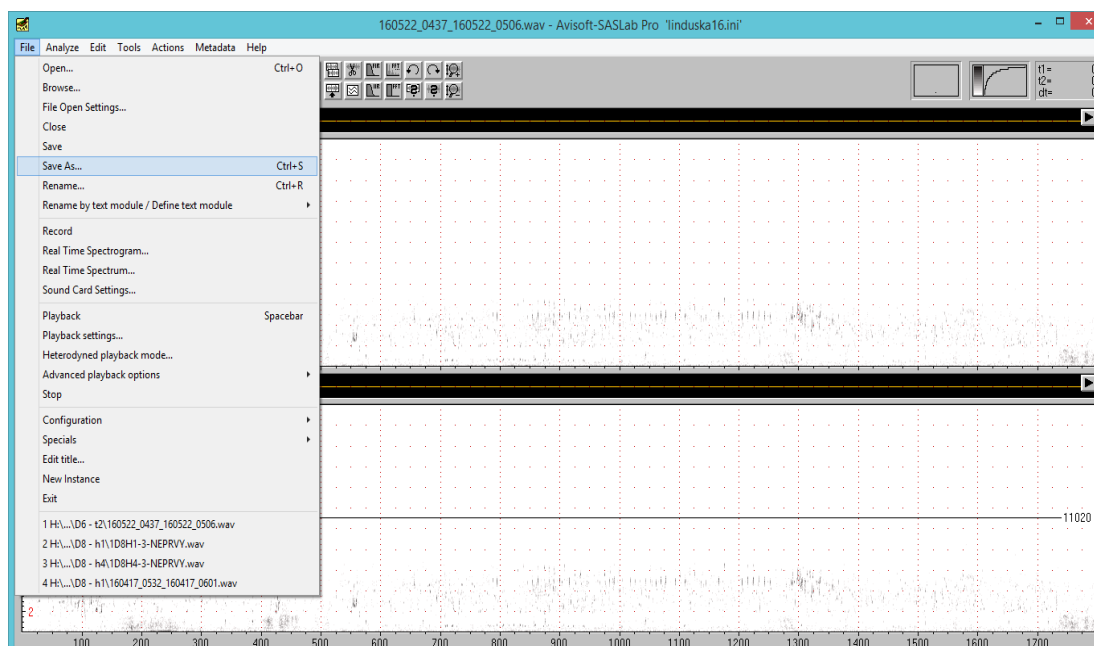 160522_0437_160522_0506.wav - Avisoft-SASLab Pro 'linduska16.ini'
File Analyze Edit Tools Actions Metadata Help
Open... Ctrl+O
Browse...
File Open Settings...
Close
Save
Save As... Ctrl+S
Rename... Ctrl+R
Rename by text module / Define text module
Record
Real Time Spectrogram...
Real Time Spectrum...
Sound Card Settings...
Playback Spacebar
Playback settings...
Heterodyned playback mode...
Advanced playback options
Stop
Configuration
Specials
Edit title...
New Instance
Exit
1 H:\...\D6 - t2\160522_0437_160522_0506.wav
2 H:\...\D8 - h1\1D8H1-3-NEPRVY.wav
3 H:\...\D8 - h4\1D8H4-3-NEPRVY.wav
4 H:\...\D8 - h1\160417_0532_160417_0601.wav
t1=
t2=
dt=
11020
2
100 200 300 400 500 600 700 800 900 1000 1100 1200 1300 1400 1500 1600 1700